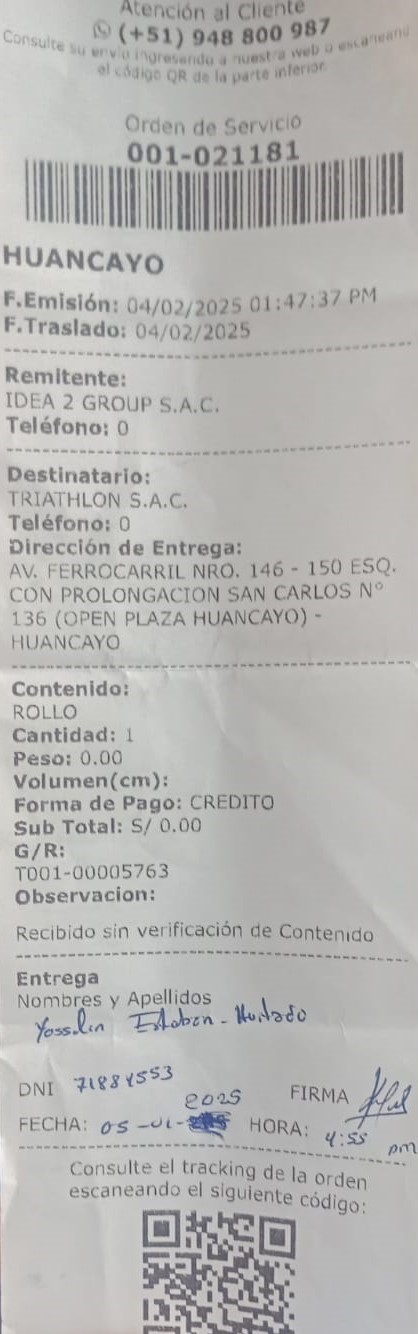 Atención al Cliente
(+51) 948 800 987
Consulte su envío ingresando a nuestra web o escaneando
el código QR de la parte inferior.
Orden de Servicio
001-021181
HUANCAYO
F.Emisión: 04/02/2025 01:47:37 PM
F.Traslado: 04/02/2025
Remitente:
IDEA 2 GROUP S.A.C.
Teléfono: 0
Destinatario:
TRIATHLON S.A.C.
Teléfono: 0
Dirección de Entrega:
AV. FERROCARRIL NRO. 146 - 150 ESQ.
CON PROLONGACION SAN CARLOS N°
136 (OPEN PLAZA HUANCAYO) -
HUANCAYO
Contenido:
ROLLO
Cantidad: 1
Peso: 0.00
Volumen(cm):
Forma de Pago: CREDITO
Sub Total: S/ 0.00
G/R:
T001-00005763
Observacion:
Recibido sin verificación de Contenido
Entrega
Nombres y Apellidos
Yosselin Esteban - Hurtado
DNI FIRMA
FECHA: 05-01-2025 HORA: 4:55 pm
Consulte el tracking de la orden
escaneando el siguiente código: